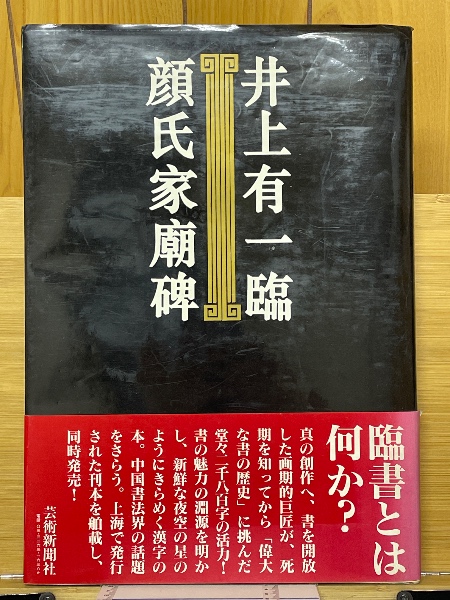 井上有一臨
顔氏家廟碑
臨書とは
何か?
真の創作へ、書を開放
した画期的巨匠が、死
期を知ってから「偉大
な書の歴史」に挑んだ
堂々二千八百字の活力!
書の魅力の淵源を明か
し、新鮮な夜空の星の
ようにきらめく漢字の
本。中国書法界の話題
をさらう。上海で発行
された刊本を舶載し、
同時発売!
芸術新聞社